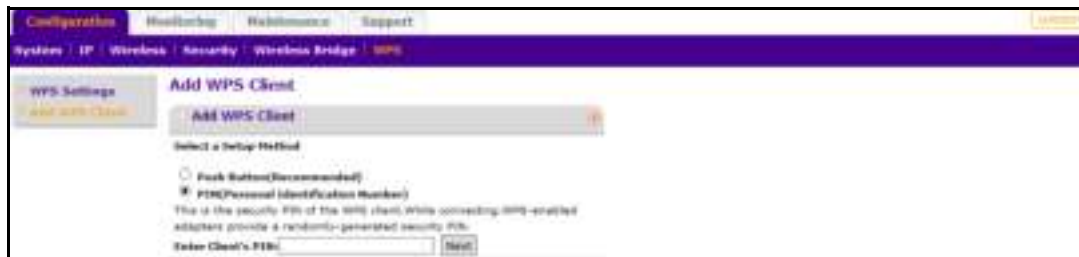 Configuration Monitoring Maintenance Support LOGOUT
System IP Wireless Security Wireless Bridge WPS
WPS Settings
Add WPS Client
Add WPS Client
Add WPS Client
Select a Setup Method
Push Button(Recommended)
PIN(Personal Identification Number)
This is the security PIN of the WPS client.While connecting,WPS-enabled
adapters provide a randomly-generated security PIN.
Enter Client's PIN: Next